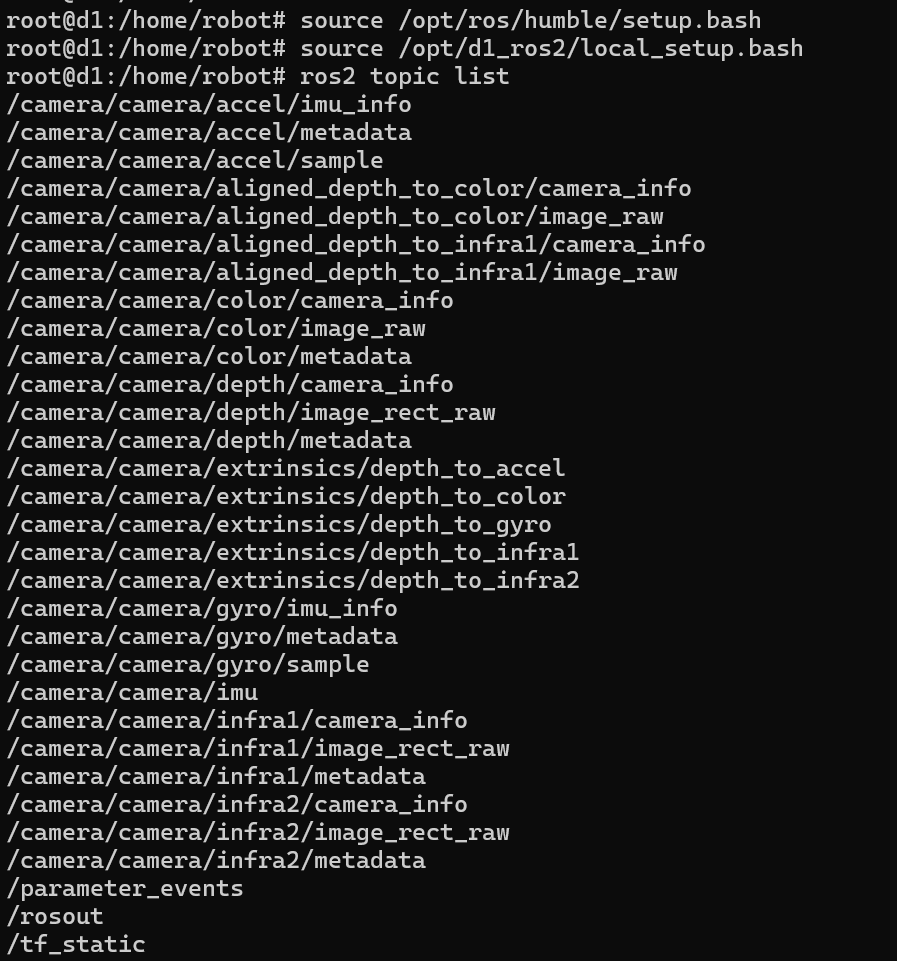 root@d1:/home/robot# source /opt/ros/humble/setup.bash
root@d1:/home/robot# source /opt/d1_ros2/local_setup.bash
root@d1:/home/robot# ros2 topic list
/camera/camera/accel/imu_info
/camera/camera/accel/metadata
/camera/camera/accel/sample
/camera/camera/aligned_depth_to_color/camera_info
/camera/camera/aligned_depth_to_color/image_raw
/camera/camera/aligned_depth_to_infra1/camera_info
/camera/camera/aligned_depth_to_infra1/image_raw
/camera/camera/color/camera_info
/camera/camera/color/image_raw
/camera/camera/color/metadata
/camera/camera/depth/camera_info
/camera/camera/depth/image_rect_raw
/camera/camera/depth/metadata
/camera/camera/extrinsics/depth_to_accel
/camera/camera/extrinsics/depth_to_color
/camera/camera/extrinsics/depth_to_gyro
/camera/camera/extrinsics/depth_to_infra1
/camera/camera/extrinsics/depth_to_infra2
/camera/camera/gyro/imu_info
/camera/camera/gyro/metadata
/camera/camera/gyro/sample
/camera/camera/imu
/camera/camera/infra1/camera_info
/camera/camera/infra1/image_rect_raw
/camera/camera/infra1/metadata
/camera/camera/infra2/camera_info
/camera/camera/infra2/image_rect_raw
/camera/camera/infra2/metadata
/parameter_events
/rosout
/tf_static